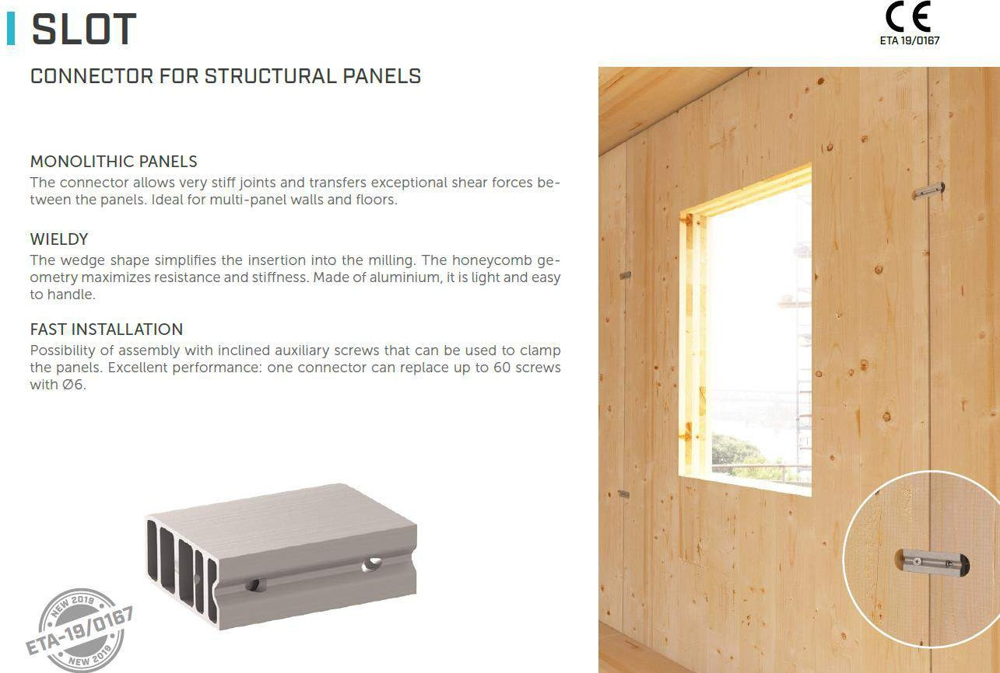 SLOT
CE
ETA 19/0167
CONNECTOR FOR STRUCTURAL PANELS
MONOLITHIC PANELS
The connector allows very stiff joints and transfers exceptional shear forces be-
tween the panels. Ideal for multi-panel walls and floors.
WIELDY
The wedge shape simplifies the insertion into the milling. The honeycomb ge-
ometry maximizes resistance and stiffness. Made of aluminium, it is light and easy
to handle.
FAST INSTALLATION
Possibility of assembly with inclined auxiliary screws that can be used to clamp
the panels. Excellent performance: one connector can replace up to 60 screws
with Ø6.
NEW 2019
ETA-19/0167
NEW 2019